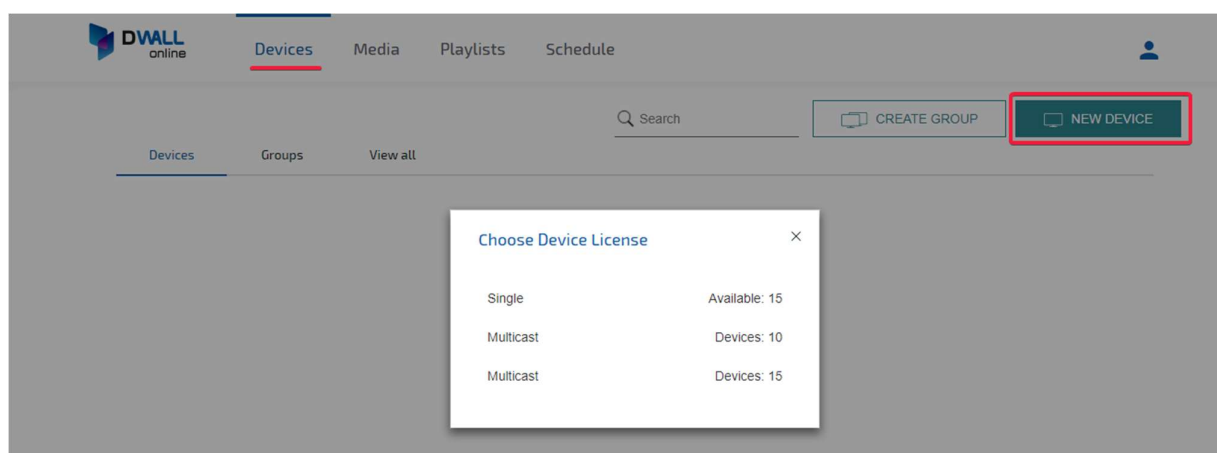 DWALL
online
Devices Media Playlists Schedule
Search CREATE GROUP NEW DEVICE
Devices Groups View all
Choose Device License
Single Available: 15
Multicast Devices: 10
Multicast Devices: 15